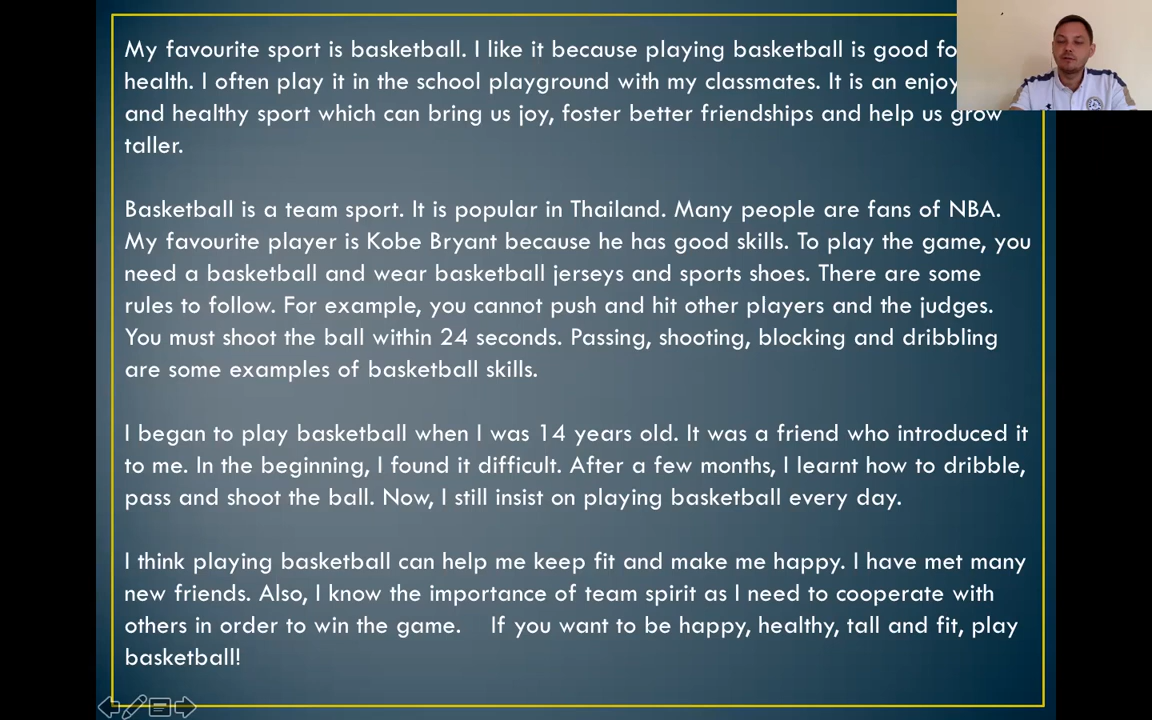 My favourite sport is basketball. I like it because playing basketball is good
health. I often play it in the school playground with my classmates. It is an
and healthy sport which can bring us joy, foster better friendships and help us grow
taller.
Basketball is a team sport. It is popular in Thailand. Many people are fans of NBA.
My favourite player is Kobe Bryant because he has good skills. To play the game, you
need a basketball and wear basketball jerseys and sports shoes. There are some
rules to follow. For example, you cannot push and hit other players and the judges.
You must shoot the ball within 24 seconds. Passing, shooting, blocking and dribbling
are some examples of basketball skills.
I began to play basketball when I was 14 years old. It was a friend who introduced it
to me. In the beginning, I found it difficult. After a few months, I learnt how to dribble,
pass and shoot the ball. Now, I still insist on playing basketball every day.
I think playing basketball can help me keep fit and make me happy. I have met many
new friends. Also, I know the importance of team spirit as I need to cooperate with
others in order to win the game. If you want to be happy, healthy, tall and fit, play
basketball!